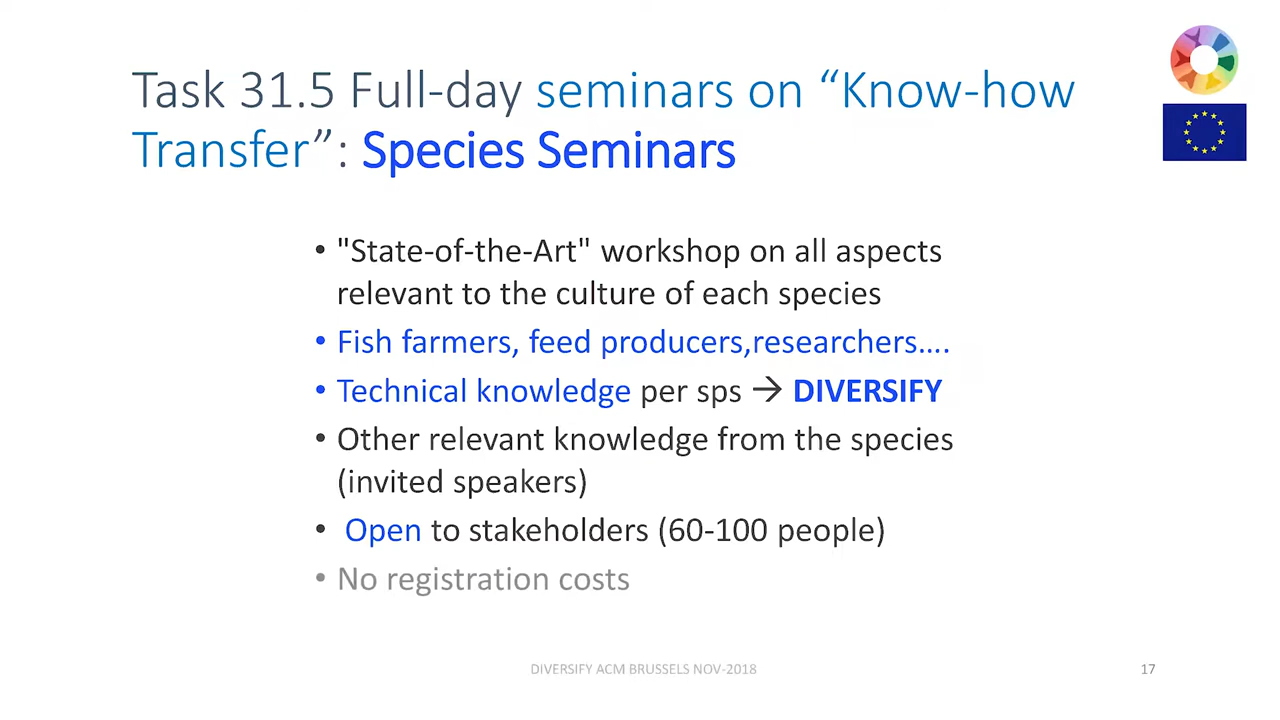 Task 31.5 Full-day seminars on “Know-how
Transfer”: Species Seminars
• "State-of-the-Art" workshop on all aspects
relevant to the culture of each species
• Fish farmers, feed producers,researchers….
• Technical knowledge per sps → DIVERSIFY
• Other relevant knowledge from the species
(invited speakers)
• Open to stakeholders (60-100 people)
• No registration costs
DIVERSIFY ACM BRUSSELS NOV-2018
17